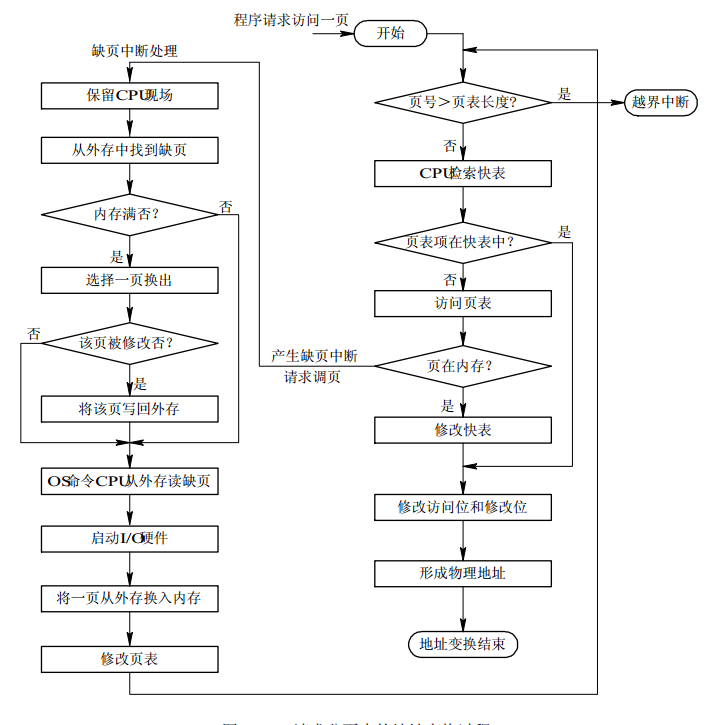 程序请求访问一页
开始
缺页中断处理
保留CPU现场
页号＞页表长度?
是
越界中断
否
从外存中找到缺页
CPU检索快表
内存满否？
否
页表项在快表中？
是
是
选择一页换出
否
访问页表
否
该页被修改否？
产生缺页中断
请求调页
页在内存？
是
将该页写回外存
是
修改快表
OS命令CPU从外存读缺页
修改访问位和修改位
启动I/O硬件
形成物理地址
将一页从外存换入内存
修改页表
地址变换结束